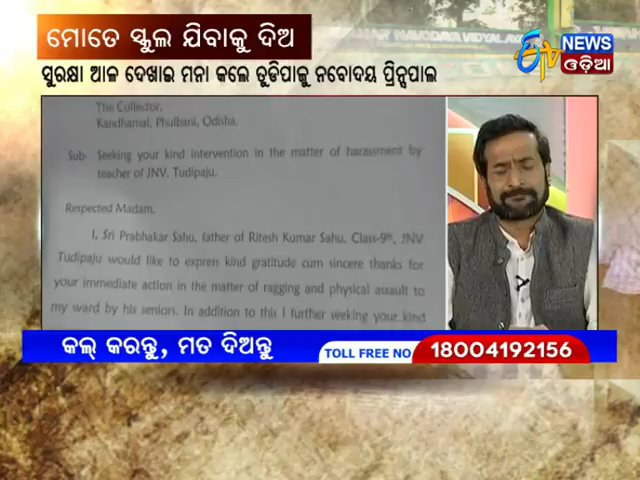 ମୋତେ ସ୍କୁଲ ଯିବାକୁ ଦିଅ
ସୁରକ୍ଷା ଆଳ ଦେଖାଇ ମନା କଲେ ତୁଡିପାଜୁ ନବୋଦୟ ପ୍ରିନ୍ସପାଲ
NAVODAYA VIDYALAYA
ETV NEWS
ଓଡ଼ିଆ
The Collector,
Kandhamal, Phulbani, Odisha.
Sub- Seeking your kind intervention in the matter of harassment by
teacher of JNV, Tudipaju.
Respected Madam,
I, Sri Prabhakar Sahu, father of Ritesh Kumar Sahu, Class-9th, JNV
Tudipaju would like to express kind gratitude cum sincere thanks for
your immediate action in the matter of ragging and physical assault to
my ward by his seniors. In addition to this I further seeking your kind
କଲ୍ କରନ୍ତୁ, ମତ ଦିଅନ୍ତୁ
TOLL FREE NO
18004192156